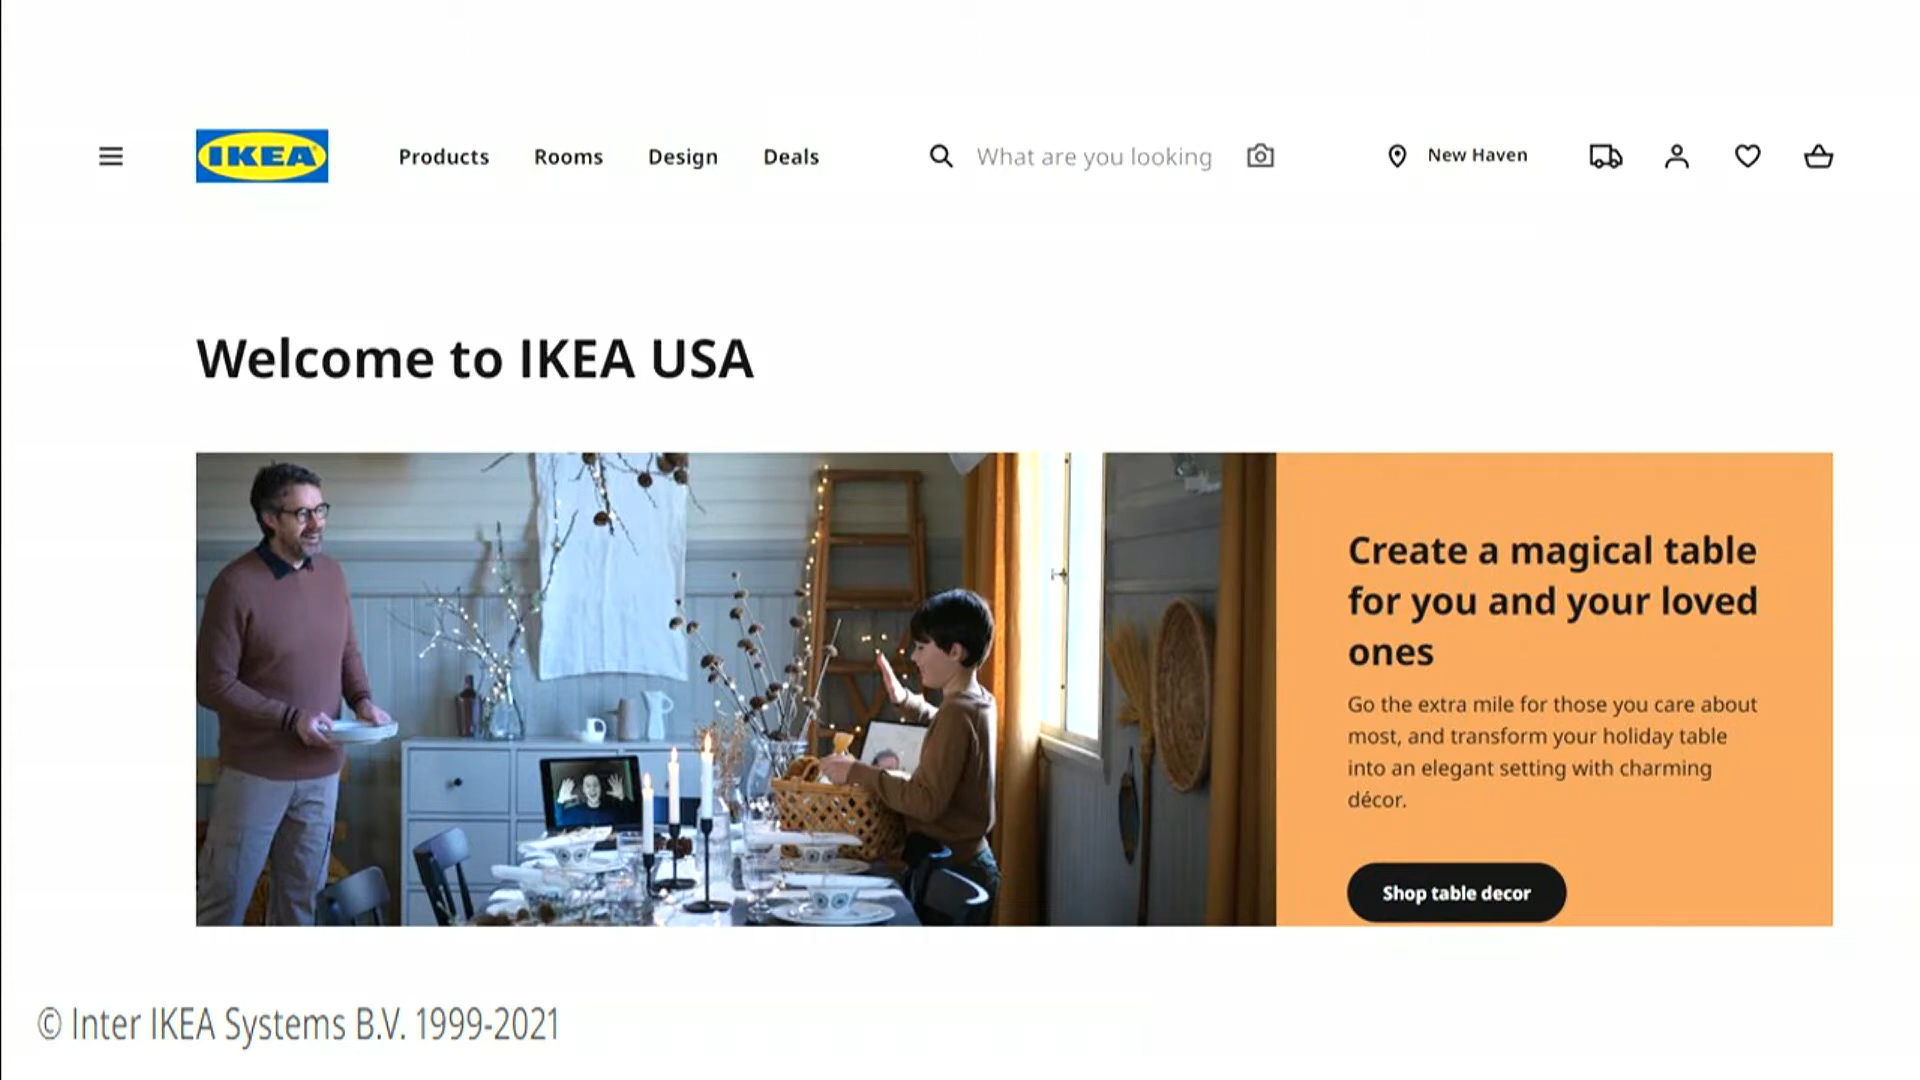 IKEA
Products Rooms Design Deals
What are you looking
New Haven
Welcome to IKEA USA
Create a magical table
for you and your loved
ones
Go the extra mile for those you care about
most, and transform your holiday table
into an elegant setting with charming
décor.
Shop table decor
© Inter IKEA Systems B.V. 1999-2021